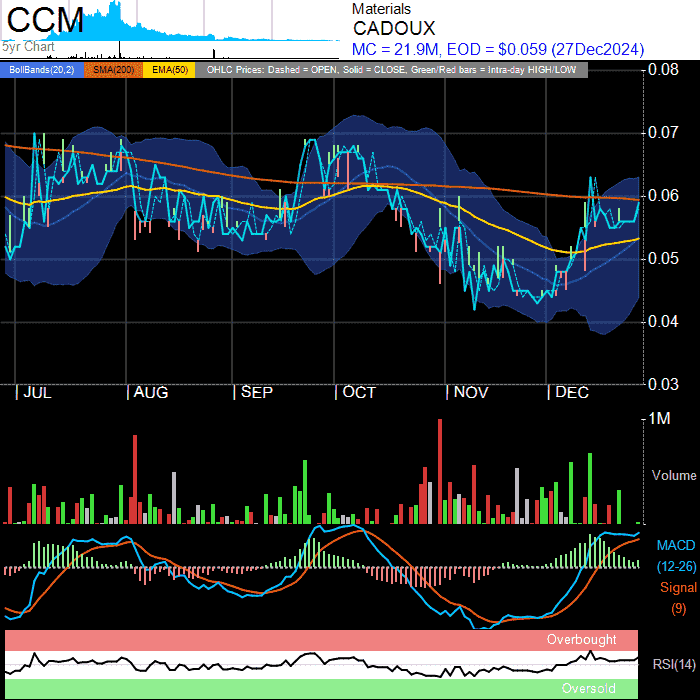 CCM
5yr Chart
Materials
CADOUX
MC = 21.9M, EOD = $0.059 (27Dec2024)
BollBands(20,2) SMA(200) EMA(50) OHLC Prices: Dashed = OPEN, Solid = CLOSE, Green/Red bars = Intra-day HIGH/LOW
0.08
0.07
0.06
0.05
0.04
0.03
JUL AUG SEP OCT NOV DEC
1M
Volume
MACD
(12-26)
Signal
(9)
Overbought
RSI(14)
Oversold